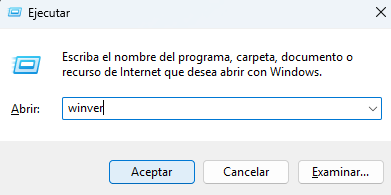 Ejecutar
Escriba el nombre del programa, carpeta, documento o
recurso de Internet que desea abrir con Windows.
Abrir: winver
Aceptar Cancelar Examinar...